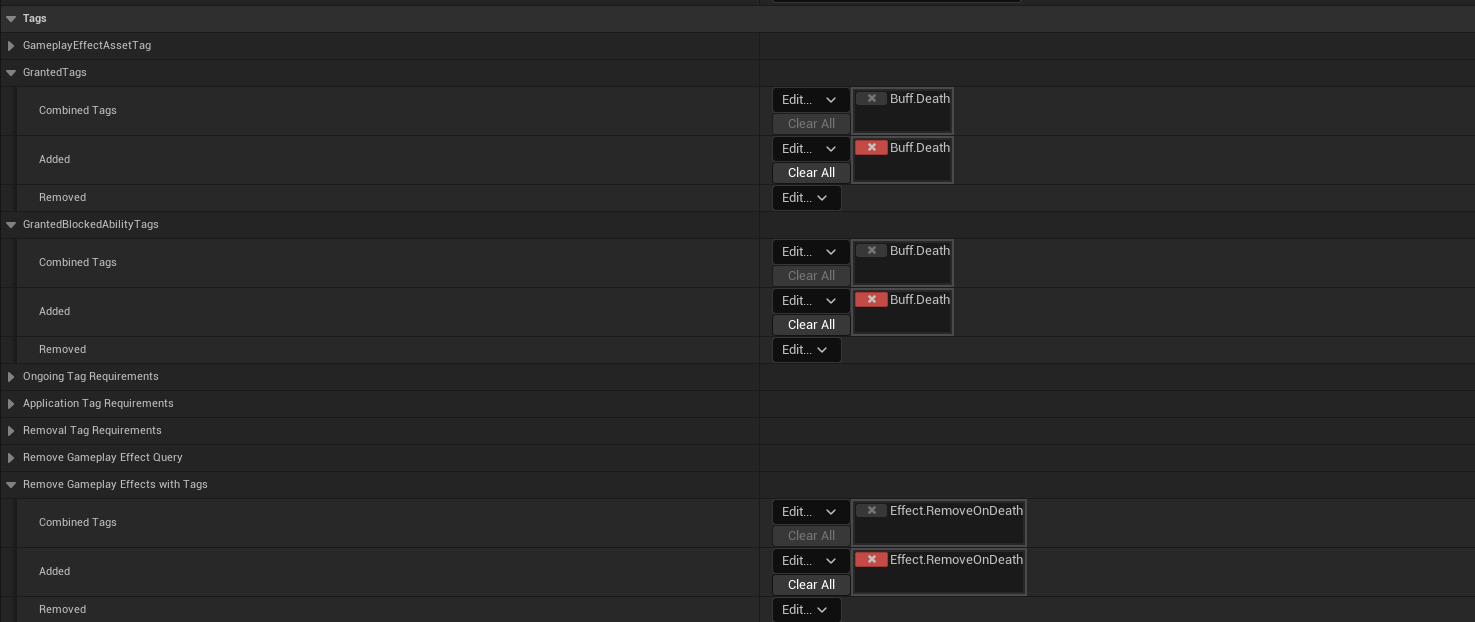 Tags
GameplayEffectAssetTag
GrantedTags
Combined Tags
Edit...
Clear All
Buff.Death
Added
Edit...
Clear All
Buff.Death
Removed
Edit...
GrantedBlockedAbilityTags
Combined Tags
Edit...
Clear All
Buff.Death
Added
Edit...
Clear All
Buff.Death
Removed
Edit...
Ongoing Tag Requirements
Application Tag Requirements
Removal Tag Requirements
Remove Gameplay Effect Query
Remove Gameplay Effects with Tags
Combined Tags
Edit...
Clear All
Effect.RemoveOnDeath
Added
Edit...
Clear All
Effect.RemoveOnDeath
Removed
Edit...